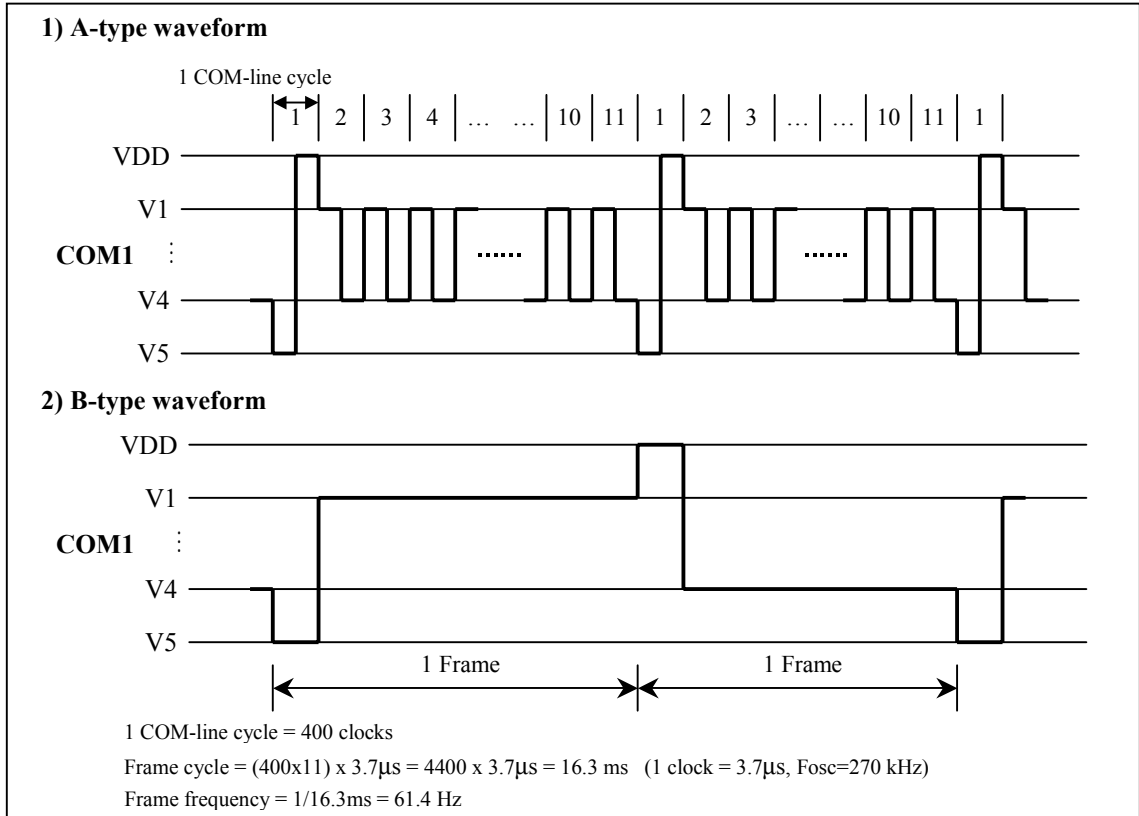 1) A-type waveform
1 COM-line cycle
1 2 3 4 ... ... 10 11 1 2 3 ... ... 10 11 1
VDD
V1
COM1 ⋮
......
......
V4
V5
2) B-type waveform
VDD
V1
COM1 ⋮
V4
V5
1 Frame 1 Frame
1 COM-line cycle = 400 clocks
Frame cycle = (400x11) x 3.7μs = 4400 x 3.7μs = 16.3 ms (1 clock = 3.7μs, Fosc=270 kHz)
Frame frequency = 1/16.3ms = 61.4 Hz